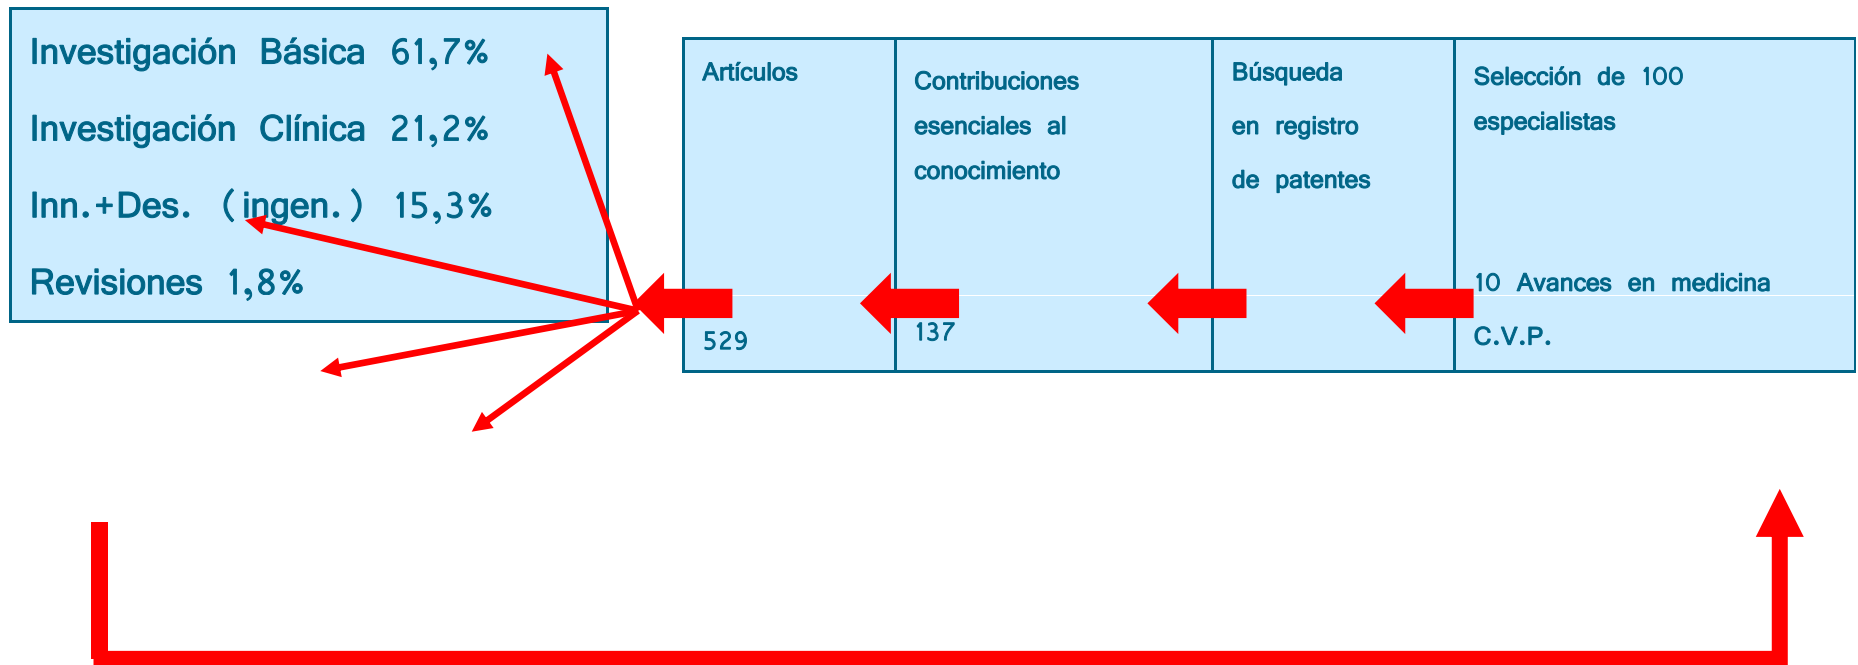 Investigación Básica 61,7%
Investigación Clínica 21,2%
Inn.+Des. (ingen.) 15,3%
Revisiones 1,8%
Artículos
529
Contribuciones
esenciales al
conocimiento
137
Búsqueda
en registro
de patentes
Selección de 100
especialistas
10 Avances en medicina
C.V.P.